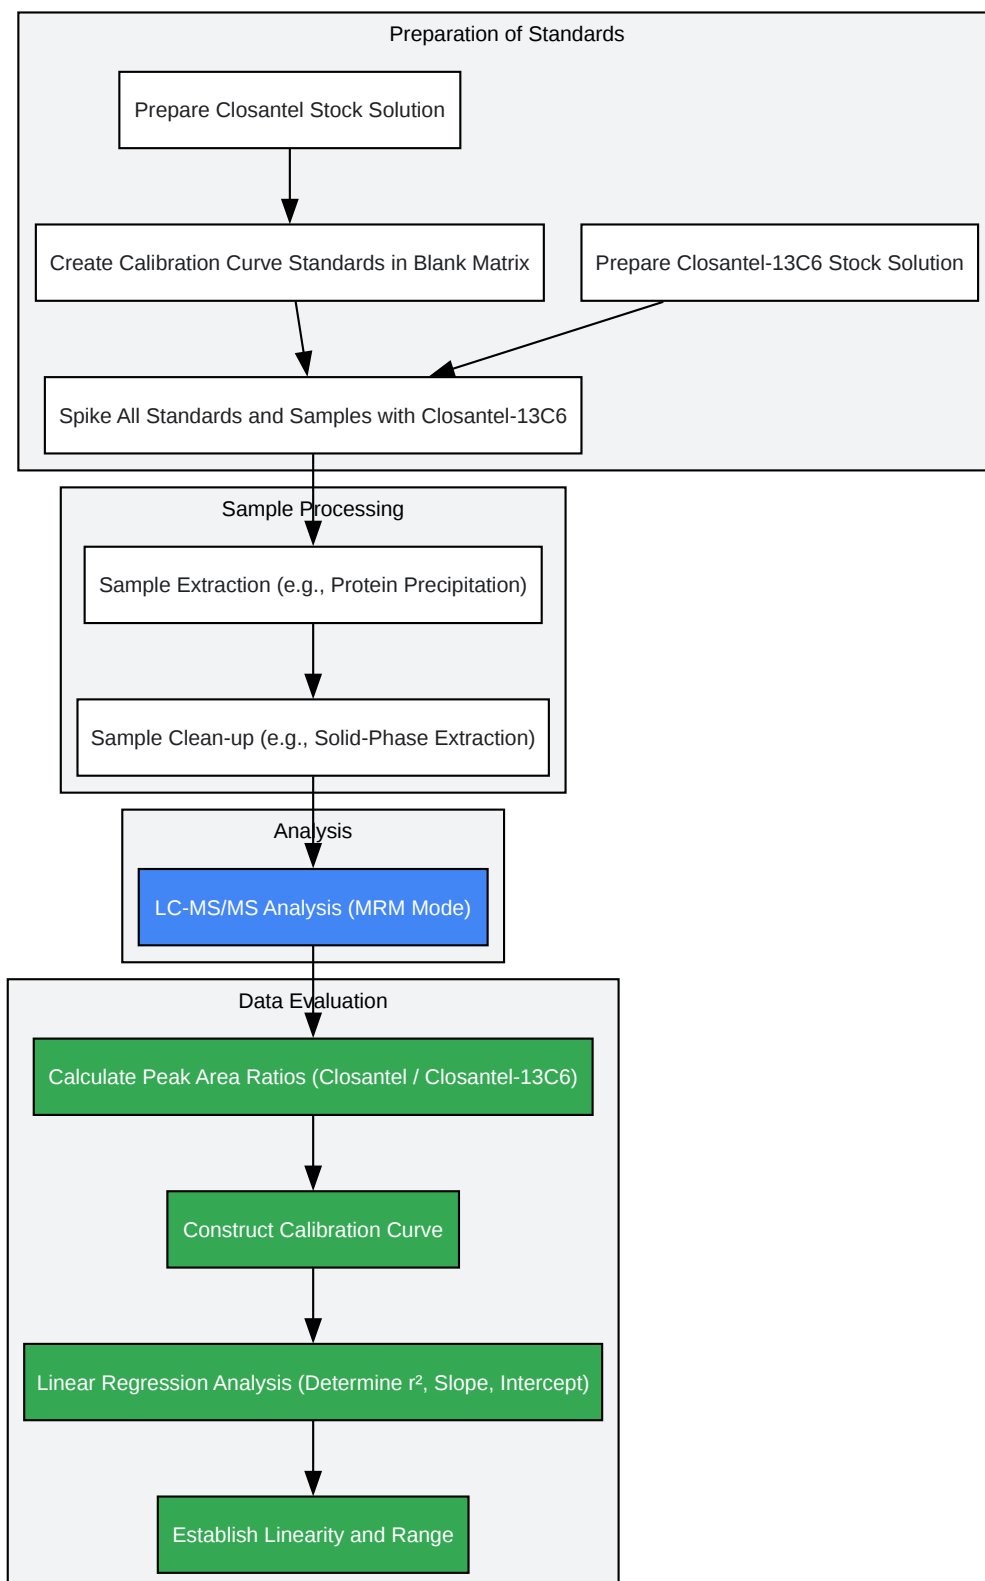 Preparation of Standards
Prepare Closantel Stock Solution
Create Calibration Curve Standards in Blank Matrix
Prepare Closantel-13C6 Stock Solution
Spike All Standards and Samples with Closantel-13C6
Sample Processing
Sample Extraction (e.g., Protein Precipitation)
Sample Clean-up (e.g., Solid-Phase Extraction)
Analysis
LC-MS/MS Analysis (MRM Mode)
Data Evaluation
Calculate Peak Area Ratios (Closantel / Closantel-13C6)
Construct Calibration Curve
Linear Regression Analysis (Determine r², Slope, Intercept)
Establish Linearity and Range